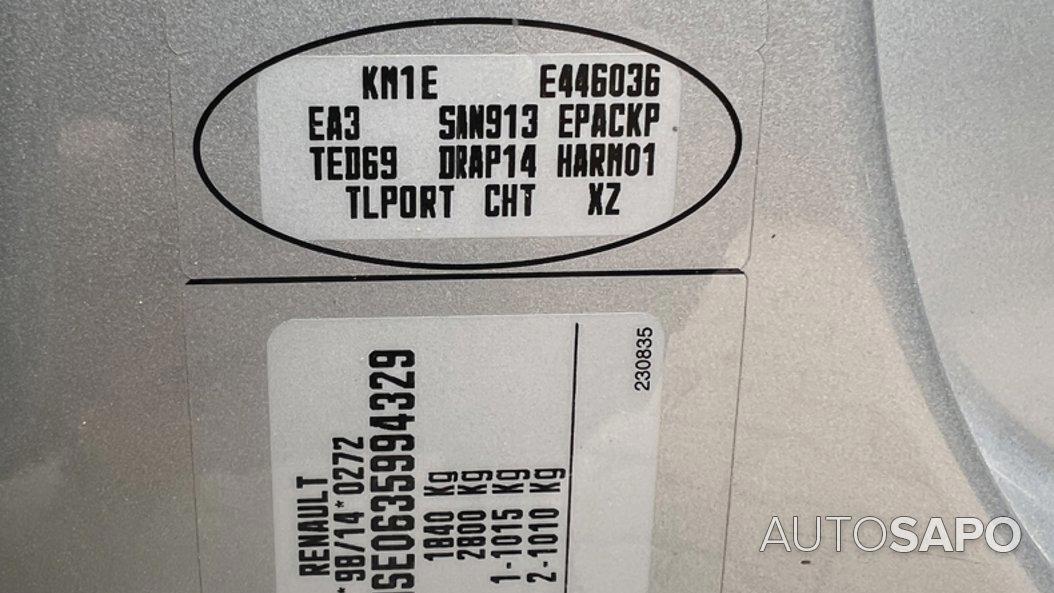 KM1E E446036
EA3 SAN913 EPACKP
TED69 DRAP14 HARM01
TLPORT CHT XZ
RENAULT
*98/14*0272
SE0635994329
1840 Kg
2800 Kg
1-1015 Kg
2-1010 Kg
230835
AUTOSAPO